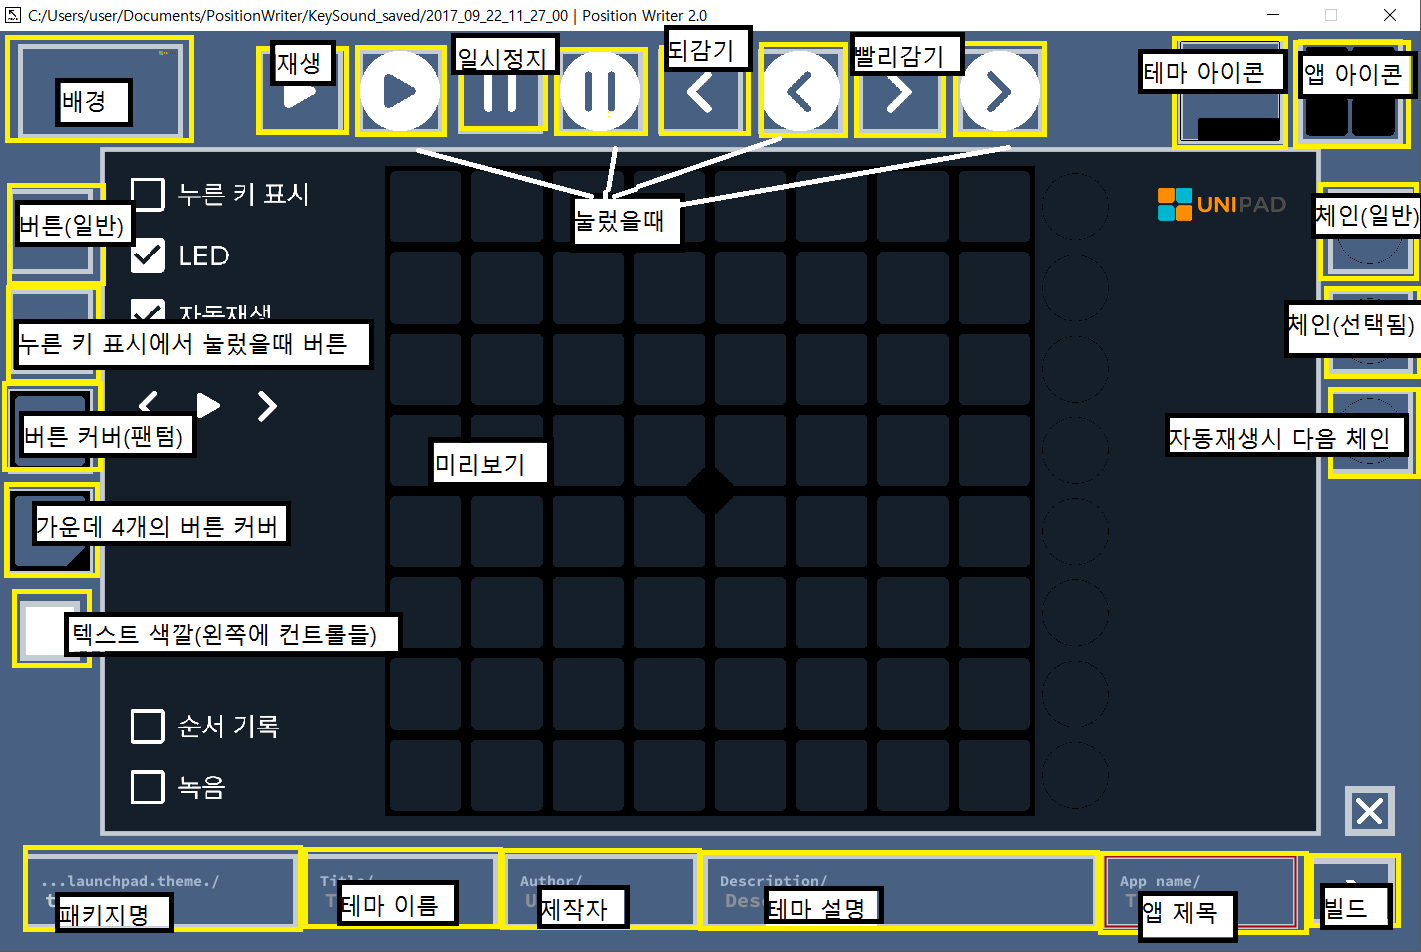 C:/Users/user/Documents/PositionWriter/KeySound_saved/2017_09_22_11_27_00 | Position Writer 2.0
배경
재생
일시정지
되감기
빨리감기
테마 아이콘
앱 아이콘
누른 키 표시
버튼(일반)
눌렀을때
UNIPAD
체인(일반)
LED
자동재생
누른 키 표시에서 눌렀을때 버튼
체인(선택됨)
버튼 커버(팬텀)
미리보기
자동재생시 다음 체인
가운데 4개의 버튼 커버
텍스트 색깔(왼쪽에 컨트롤들)
순서 기록
녹음
...launchpad.theme./
패키지명
Title/
테마 이름
Author/
제작자
Description/
테마 설명
App name/
앱 제목
빌드